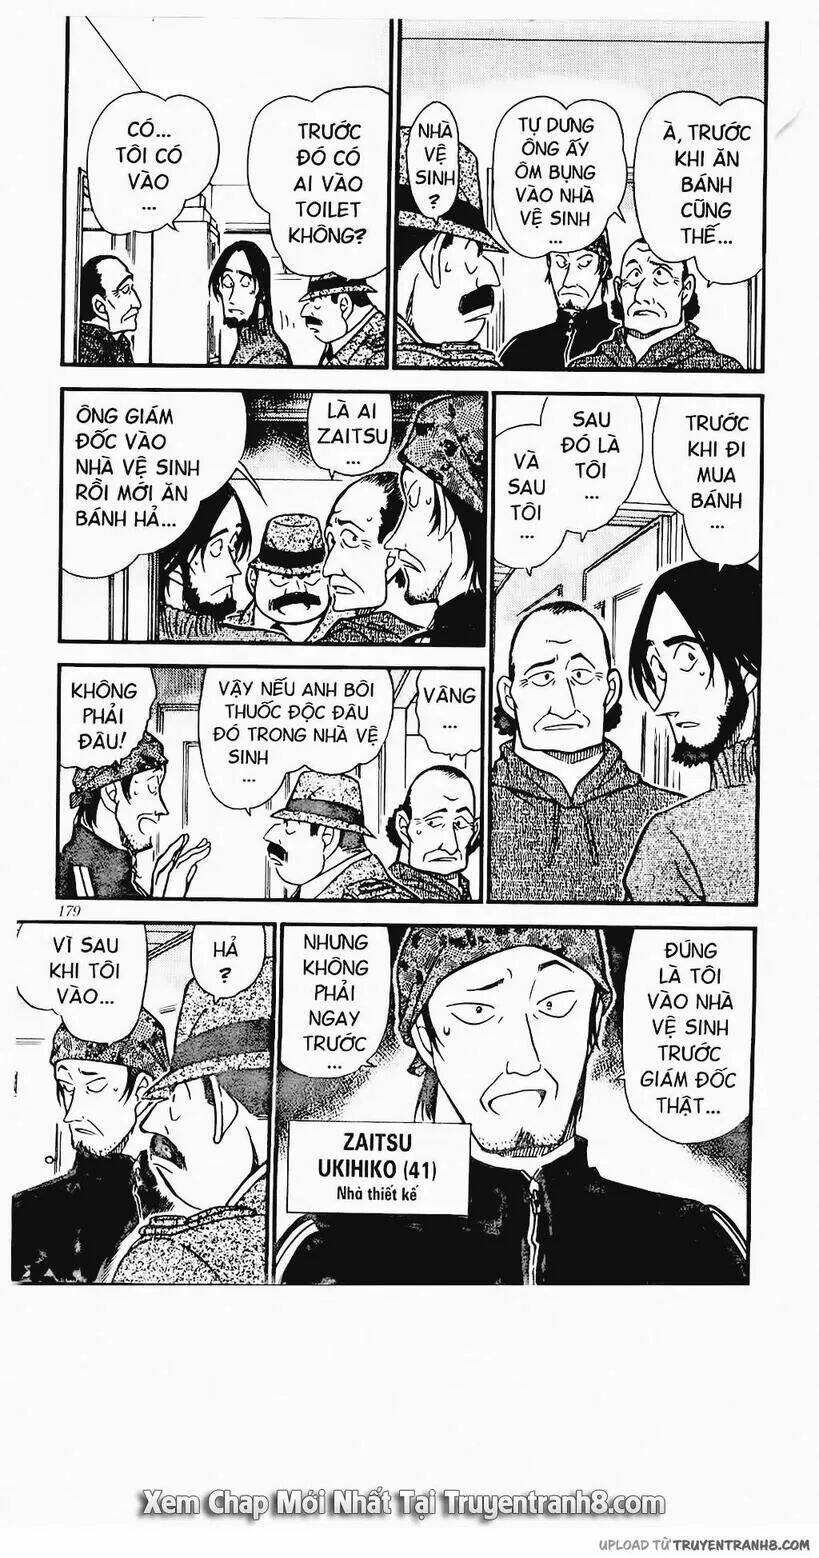 À, TRƯỚC
KHI ĂN
BÁNH
CŨNG
THẾ...
TỰ DƯNG
ÔNG ẤY
ÔM BỤNG
VÀO NHÀ
VỆ SINH
...
NHÀ
VỆ
SINH
?
TRƯỚC
ĐÓ CÓ
AI VÀO
TOILET
KHÔNG?
CÓ...
TÔI CÓ
VÀO
...
TRƯỚC
KHI ĐI
MUA
BÁNH
...
SAU
ĐÓ LÀ
TÔI
...
VÀ
SAU
TÔI
...
LÀ AI
ZAITSU
...
ÔNG GIÁM
ĐỐC VÀO
NHÀ VỆ SINH
RỒI MỚI ĂN
BÁNH HẢ...
VÂNG
...
VẬY NẾU ANH BÔI
THUỐC ĐỘC ĐÂU
ĐÓ TRONG NHÀ VỆ
SINH
...
KHÔNG
PHẢI
ĐÂU!
179
ĐÚNG
LÀ TÔI
VÀO NHÀ
VỆ SINH
TRƯỚC
GIÁM ĐỐC
THẬT...
NHƯNG
KHÔNG
PHẢI
NGAY
TRƯỚC
...
ZAITSU
UKIHIKO (41)
Nhà thiết kế
HẢ
?
VÌ SAU
KHI TÔI
VÀO...
Xem Chap Mới Nhất Tại Truyentranh8.com
UPLOAD TỪ TRUYENTRANH8.COM